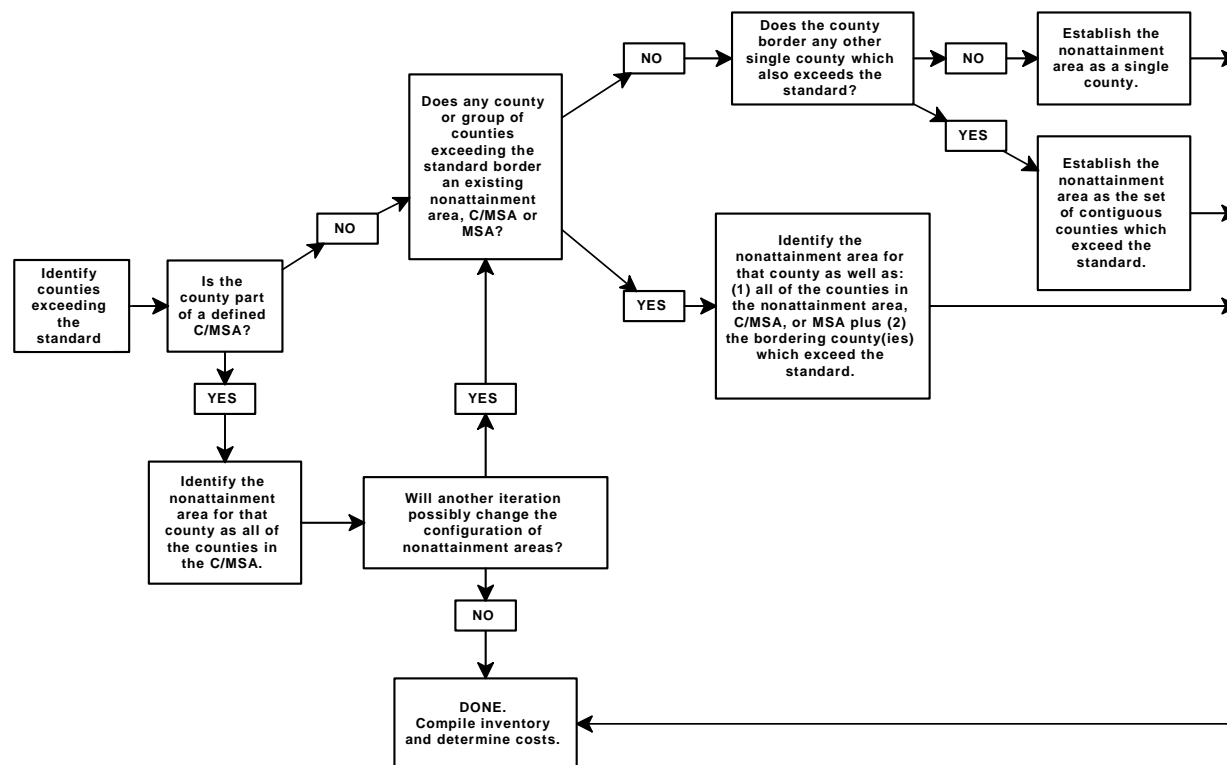 Identify
counties
exceeding
the
standard
Is the
county part
of a defined
C/MSA?
NO
YES
Identify the
nonattainment
area for that
county as all of
the counties in
the C/MSA.
Will another iteration
possibly change the
configuration of
nonattainment areas?
YES
NO
DONE.
Compile inventory
and determine costs.
Does any county
or group of
counties
exceeding the
standard border
an existing
nonattainment
area, C/MSA or
MSA?
NO
YES
Does the county
border any other
single county which
also exceeds the
standard?
NO
YES
Establish the
nonattainment
area as a single
county.
Establish the
nonattainment
area as the set
of contiguous
counties which
exceed the
standard.
Identify the
nonattainment area for
that county as well as:
(1) all of the counties in
the nonattainment area,
C/MSA, or MSA plus (2)
the bordering county(ies)
which exceed the
standard.